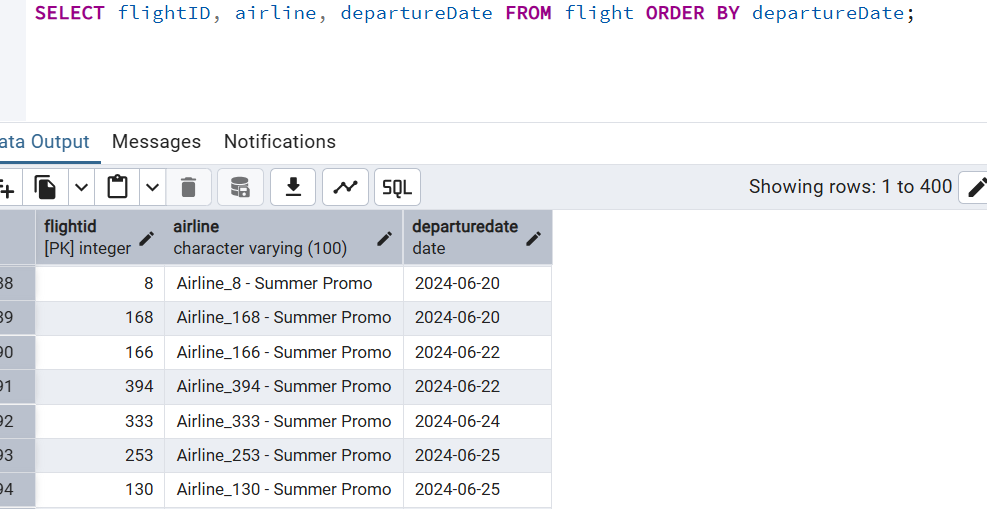 SELECT flightID, airline, departureDate FROM flight ORDER BY departureDate;
ata Output Messages Notifications
SQL Showing rows: 1 to 400
flightid airline departuredate
[PK] integer character varying (100) date
88 8 Airline_8 - Summer Promo 2024-06-20
89 168 Airline_168 - Summer Promo 2024-06-20
90 166 Airline_166 - Summer Promo 2024-06-22
91 394 Airline_394 - Summer Promo 2024-06-22
92 333 Airline_333 - Summer Promo 2024-06-24
93 253 Airline_253 - Summer Promo 2024-06-25
94 130 Airline_130 - Summer Promo 2024-06-25